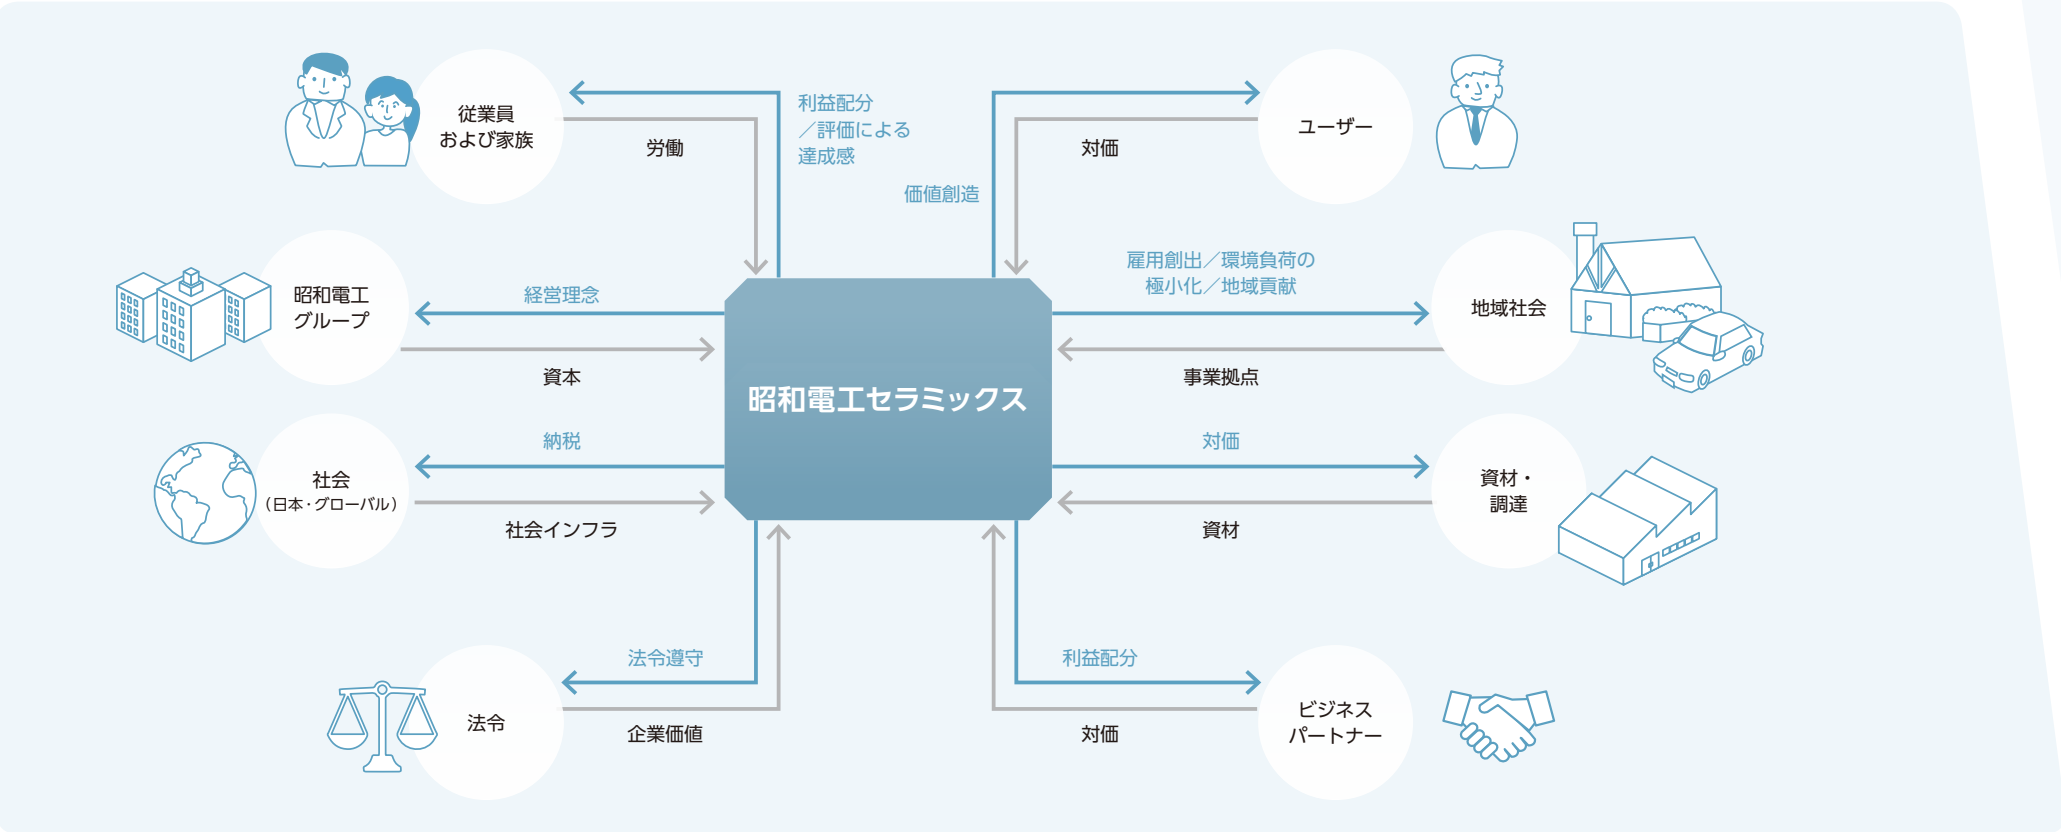 従業員
および家族
労働
利益配分
／評価による
達成感
価値創造
対価
ユーザー
昭和電工
グループ
経営理念
資本
雇用創出／環境負荷の
極小化／地域貢献
事業拠点
地域社会
昭和電工セラミックス
社会
（日本・グローバル）
納税
社会インフラ
対価
資材
資材・
調達
法令
法令遵守
企業価値
利益配分
対価
ビジネス
パートナー